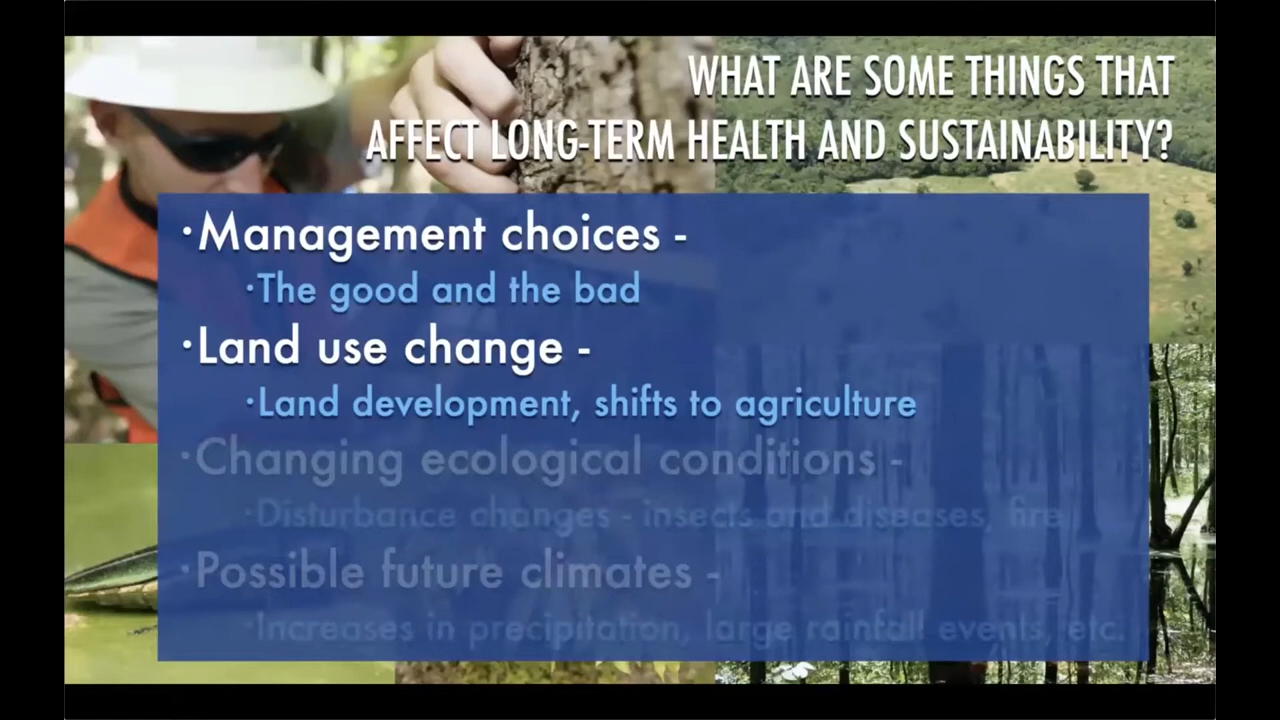 WHAT ARE SOME THINGS THAT
AFFECT LONG-TERM HEALTH AND SUSTAINABILITY?
·Management choices -
·The good and the bad
·Land use change -
·Land development, shifts to agriculture
·Changing ecological conditions -
·Disturbance changes - insects and diseases, fire
·Possible future climates -
·Increases in precipitation, large rainfall events, etc.